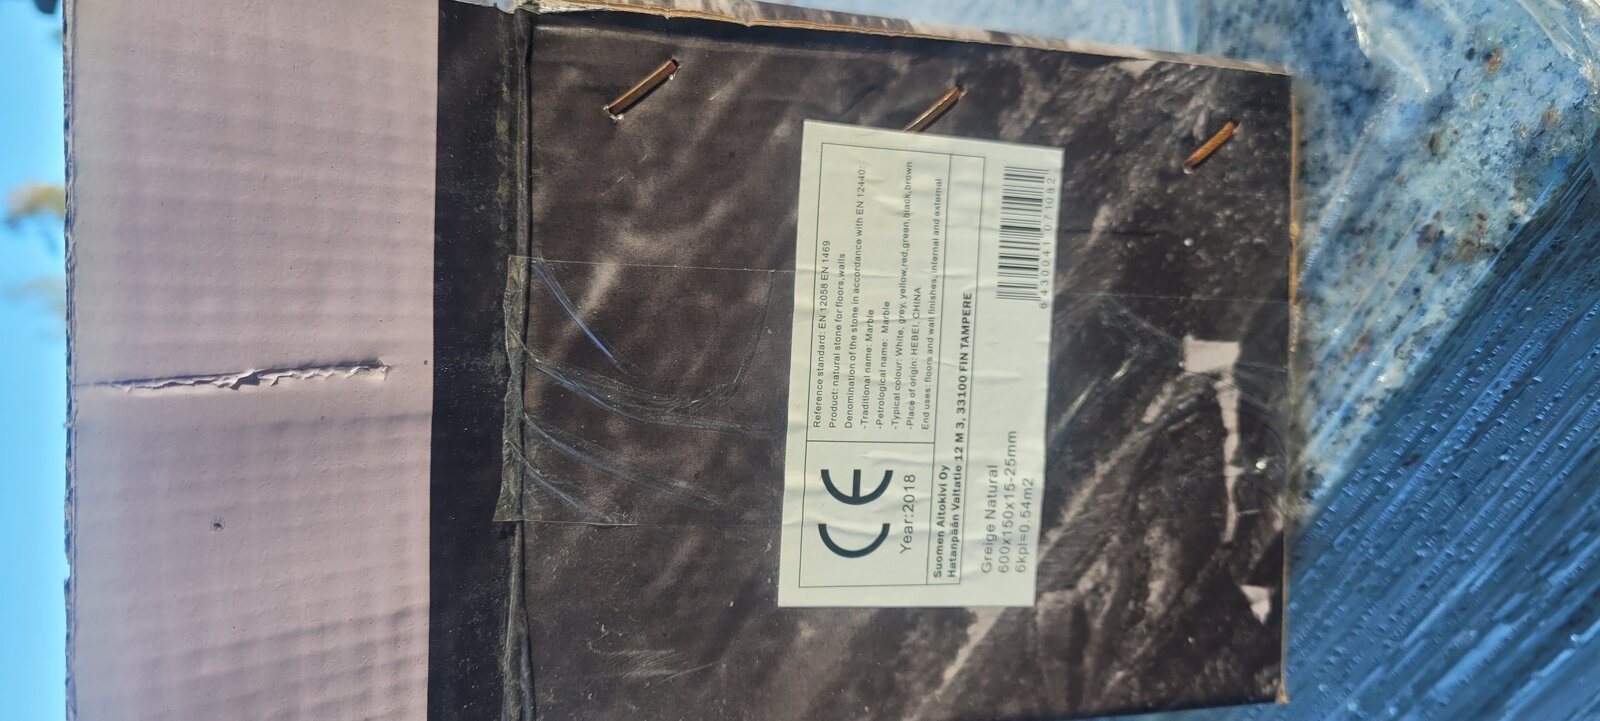 Reference standard: EN 12058 EN 1469
Product: natural stone for floors,walls
Denomination of the stone in accordance with EN 12440:
-Traditional name: Marble
-Petrological name: Marble
-Typical colour: White, grey, yellow,red,green,black,brown
-Place of origin: HEBEI, CHINA
End uses: floors and wall finishes, internal and external
CE
Year:2018
Suomen Aitokivi Oy
Hatanpään Valtatie 12 M 3, 33100 FIN TAMPERE
Greige Natural
600x150x15-25mm
6kpl=0.54m2
6430041071082